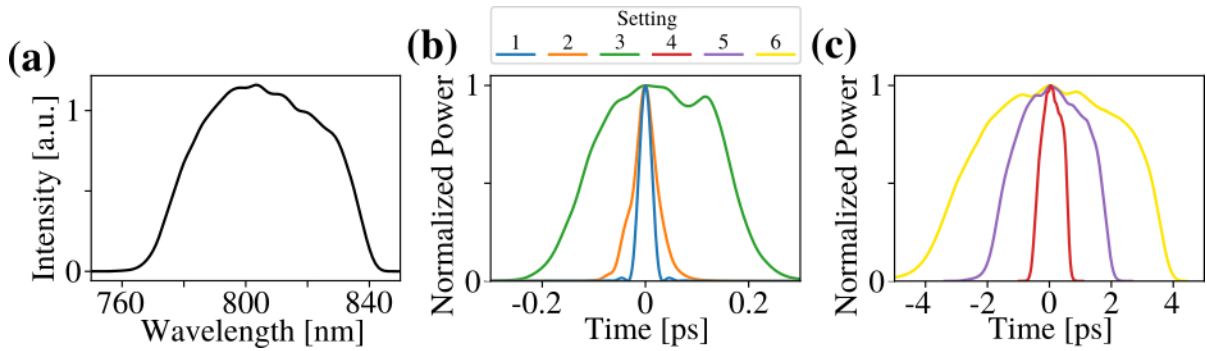 (a)
Intensity [a.u.]
1
0
760 800 840
Wavelength [nm]
(b)
Setting
1 2 3 4 5 6
Normalized Power
1
0
-0.2 0 0.2
Time [ps]
(c)
Normalized Power
1
0
-4 -2 0 2 4
Time [ps]